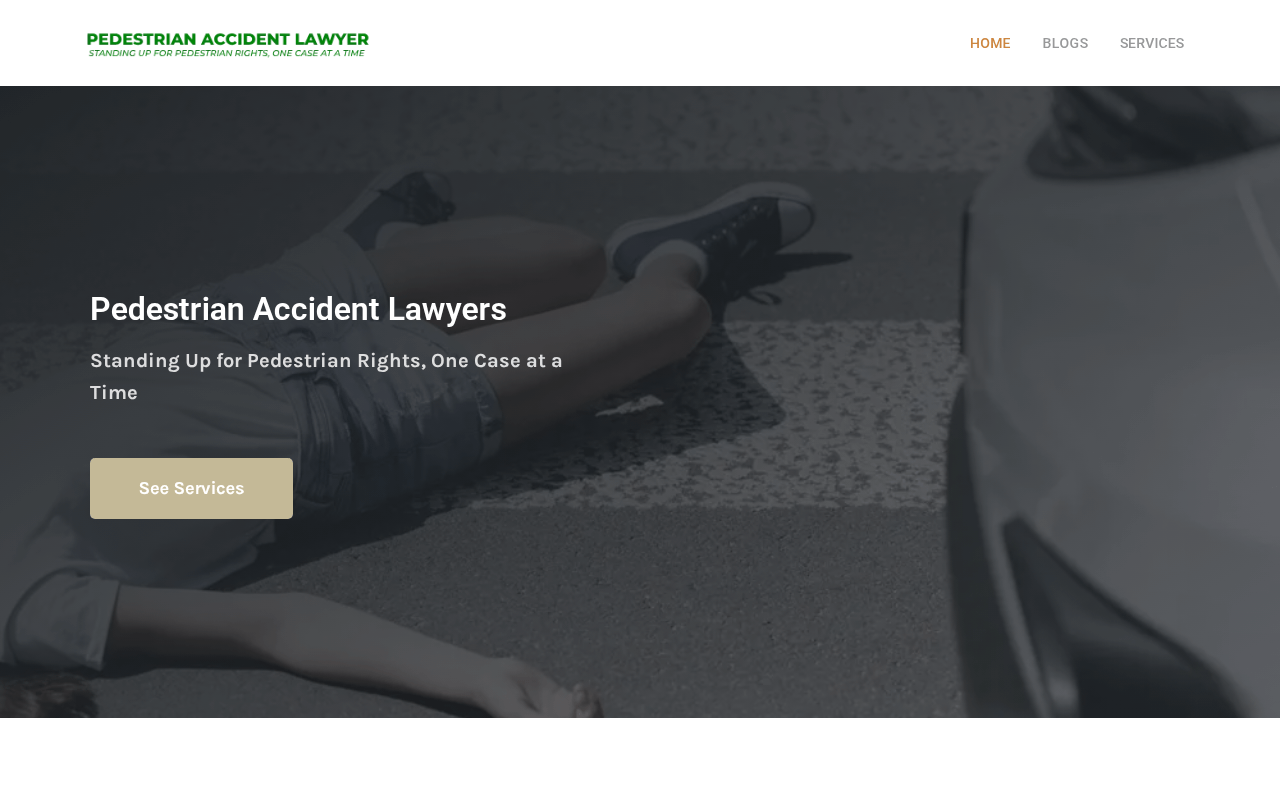 PEDESTRIAN ACCIDENT LAWYER
STANDING UP FOR PEDESTRIAN RIGHTS, ONE CASE AT A TIME
HOME
BLOGS
SERVICES
Pedestrian Accident Lawyers
Standing Up for Pedestrian Rights, One Case at a
Time
See Services